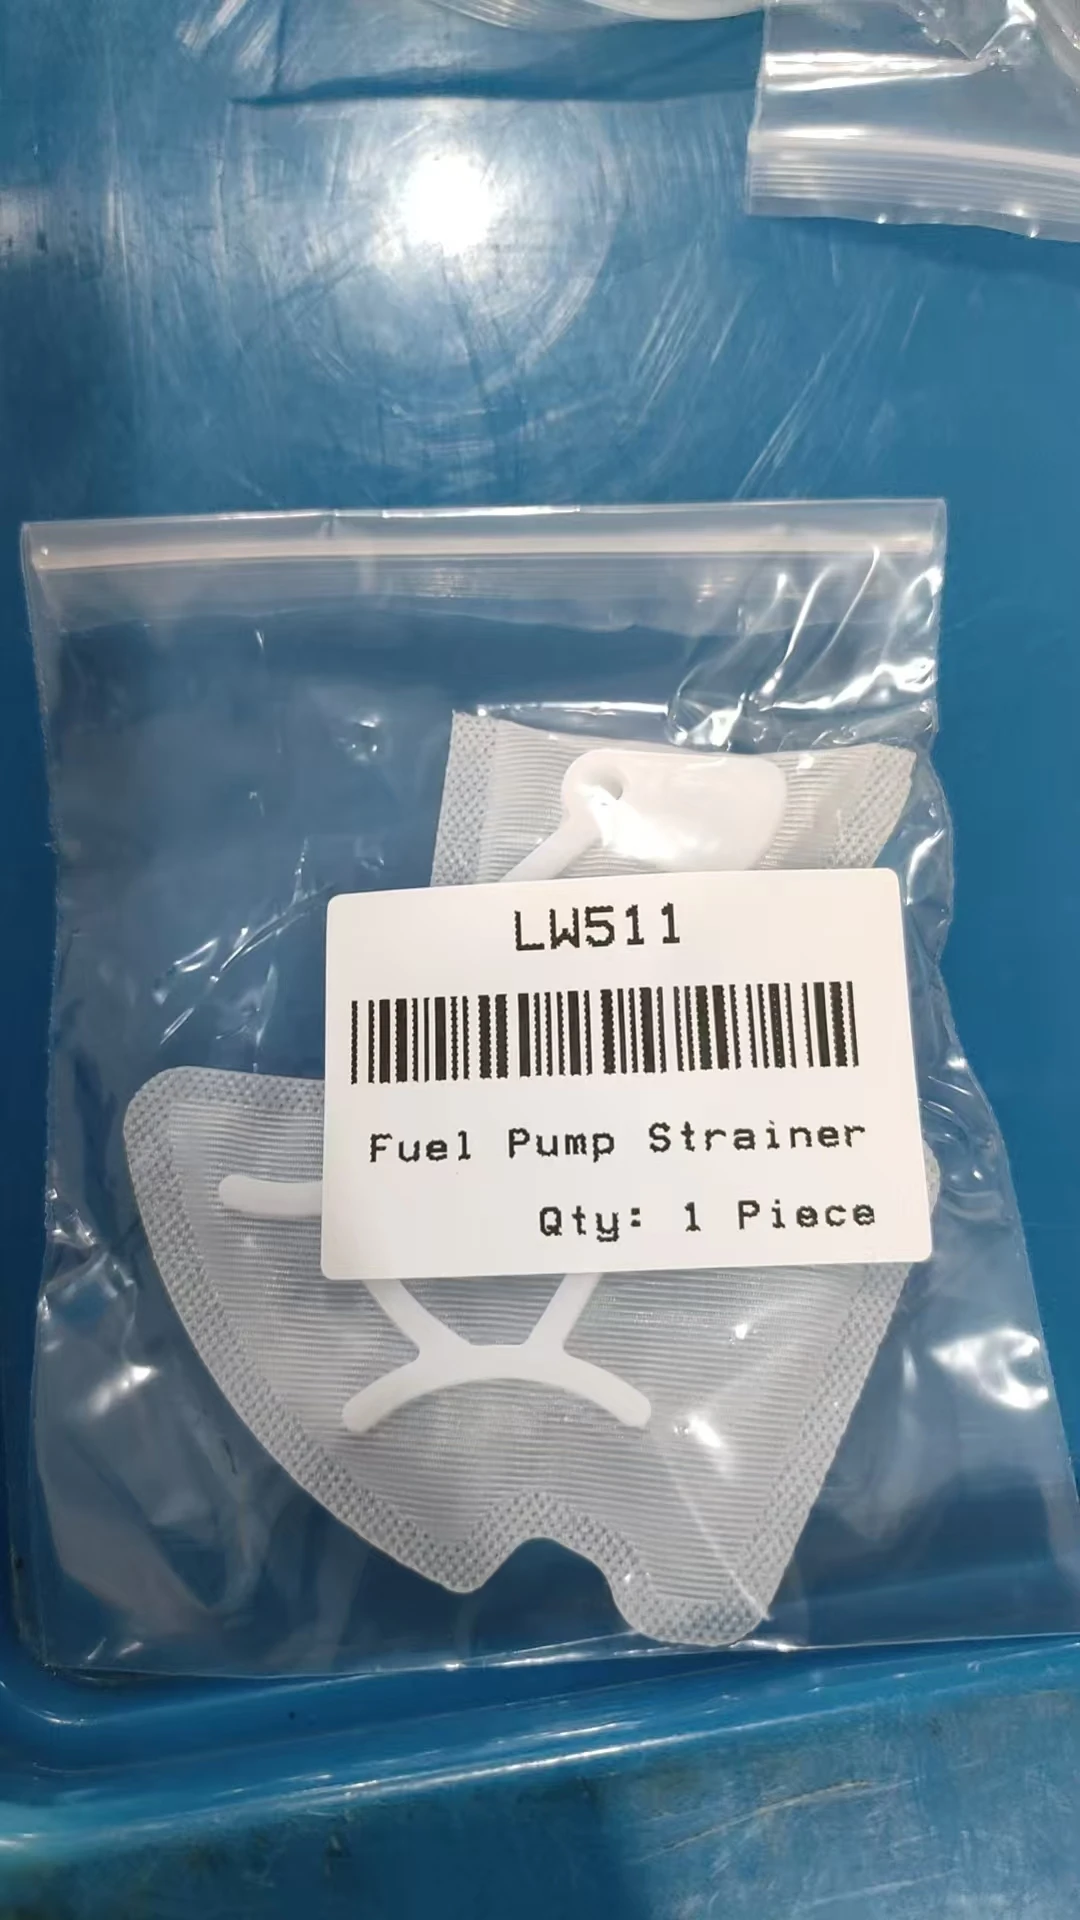 LW511
Fuel Pump Strainer
Qty: 1 Piece